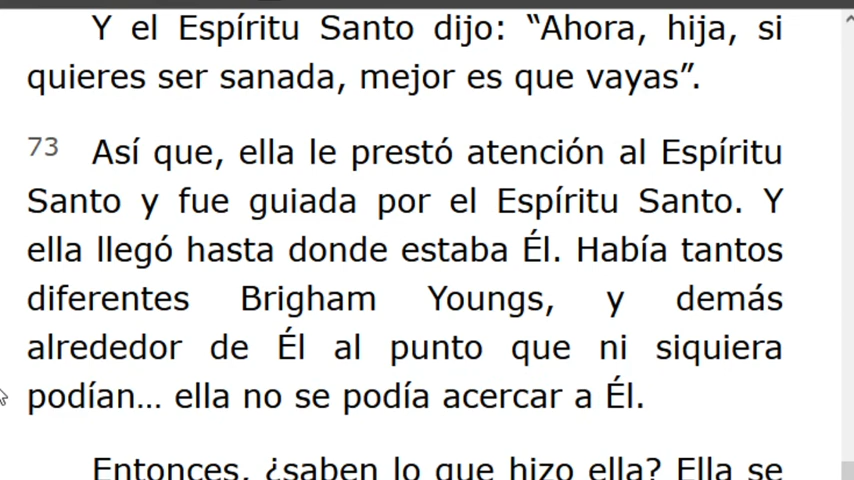 Y el Espíritu Santo dijo: “Ahora, hija, si
quieres ser sanada, mejor es que vayas”.
73 Así que, ella le prestó atención al Espíritu
Santo y fue guiada por el Espíritu Santo. Y
ella llegó hasta donde estaba Él. Había tantos
diferentes Brigham Youngs, y demás
alrededor de Él al punto que ni siquiera
podían... ella no se podía acercar a Él.
Entonces, ¿saben lo que hizo ella? Ella se